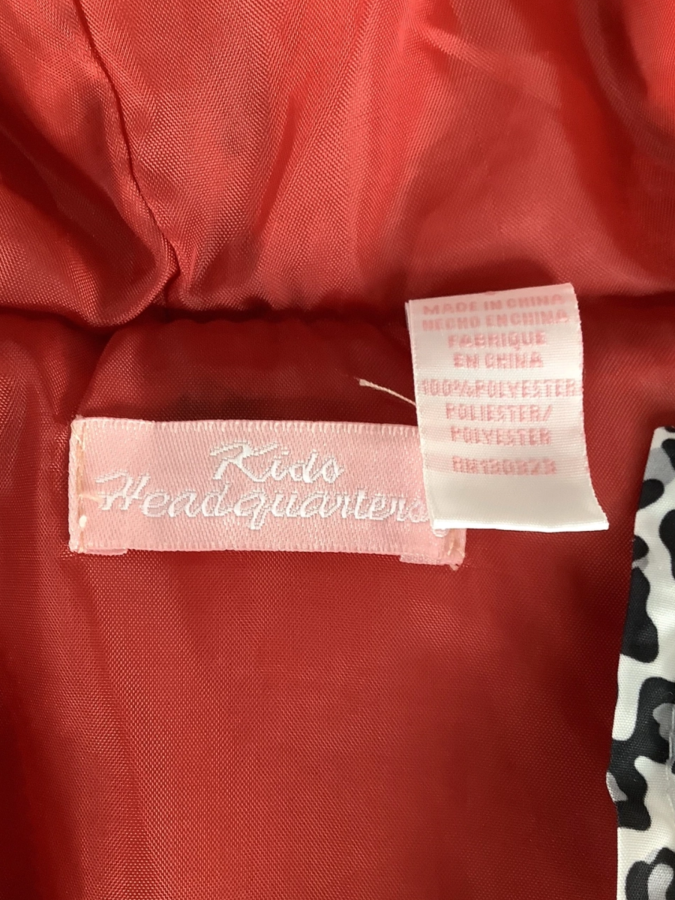 Kids
Headquarters
MADE IN CHINA
HECHO EN CHINA
FABRIQUE
EN CHINA
100%POLYESTER
POLIESTER/
POLYESTER